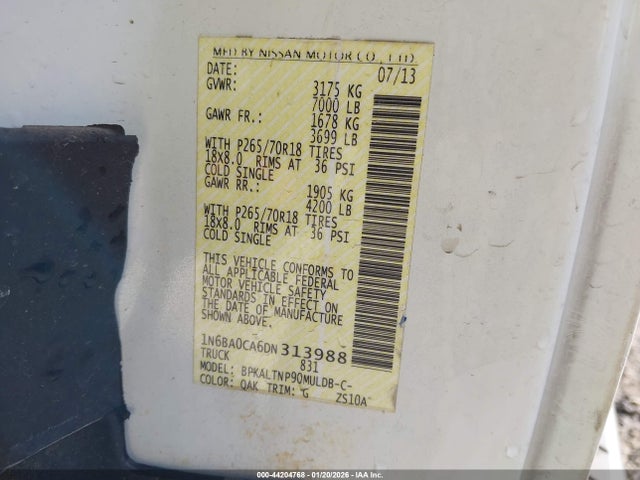 MFD BY NISSAN MOTOR CO., LTD.
DATE: 07/13
GVWR: 3175 KG
7000 LB
GAWR FR.: 1678 KG
3699 LB
WITH P265/70R18 TIRES
18X8.0 RIMS AT 36 PSI
COLD SINGLE
GAWR RR.: 1905 KG
4200 LB
WITH P265/70R18 TIRES
18X8.0 RIMS AT 36 PSI
COLD SINGLE
THIS VEHICLE CONFORMS TO
ALL APPLICABLE FEDERAL
MOTOR VEHICLE SAFETY
STANDARDS IN EFFECT ON
THE DATE OF MANUFACTURE
SHOWN ABOVE.
1N6BA0CA6DN313988
TRUCK 831
MODEL: BPKALTNP90MULDB-C-
COLOR: QAK TRIM: G ZS10A
000-44204768 - 01/20/2026 - IAA Inc.